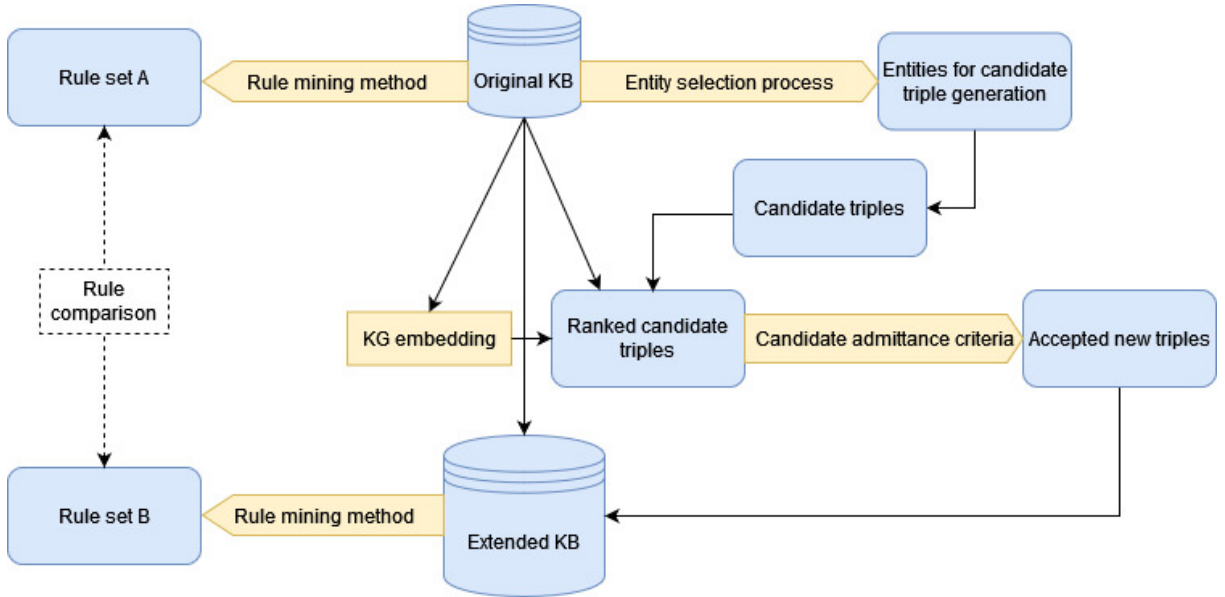 Rule set A
Rule mining method
Original KB
Entity selection process
Entities for candidate
triple generation
Candidate triples
Rule
comparison
KG embedding
Ranked candidate
triples
Candidate admittance criteria
Accepted new triples
Rule set B
Rule mining method
Extended KB